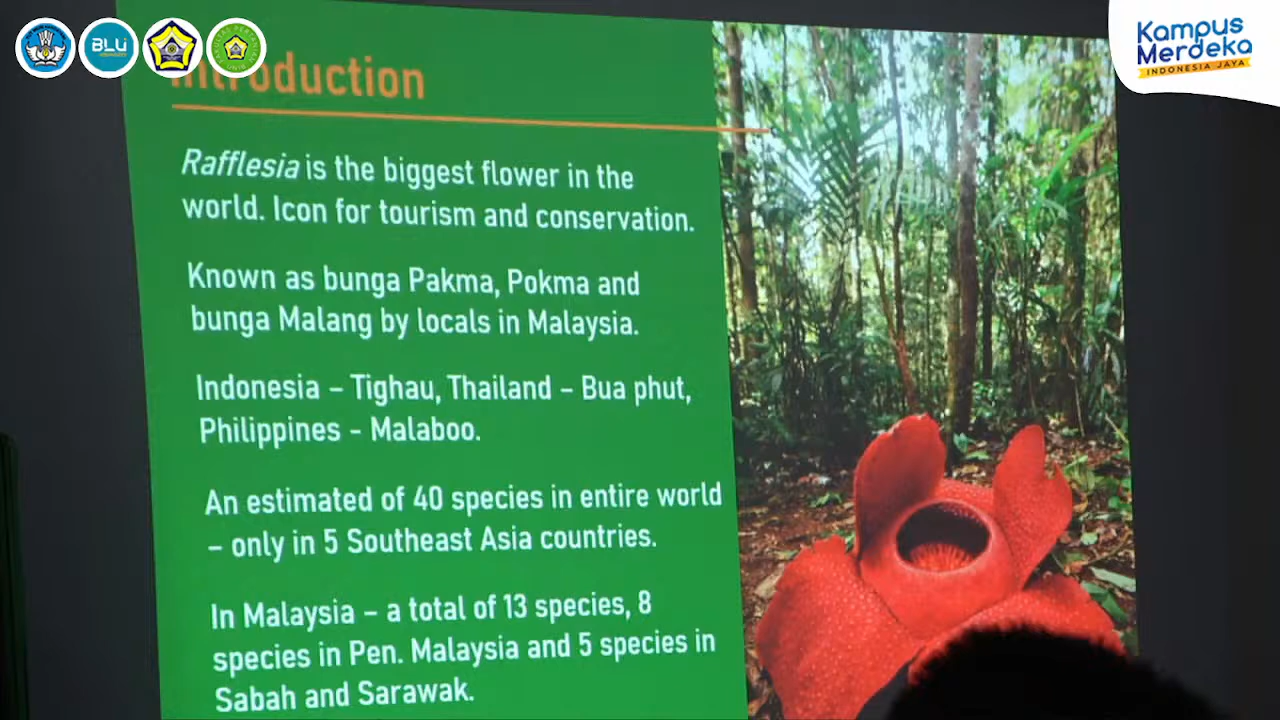 BLU
Kampus
Merdeka
INDONESIA JAYA
Introduction
Rafflesia is the biggest flower in the
world. Icon for tourism and conservation.
Known as bunga Pakma, Pokma and
bunga Malang by locals in Malaysia.
Indonesia – Tighau, Thailand – Bua phut,
Philippines - Malaboo.
An estimated of 40 species in entire world
– only in 5 Southeast Asia countries.
In Malaysia – a total of 13 species, 8
species in Pen. Malaysia and 5 species in
Sabah and Sarawak.